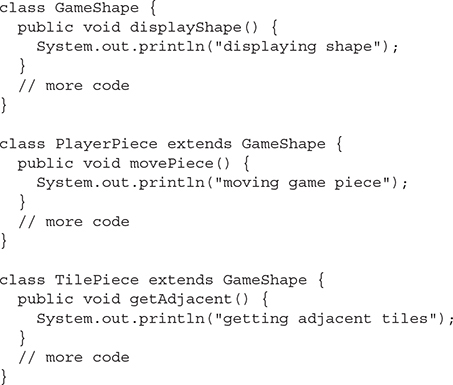 class GameShape {
  public void displayShape() {
    System.out.println("displaying shape");
  }
  // more code
}

class PlayerPiece extends GameShape {
  public void movePiece() {
    System.out.println("moving game piece");
  }
  // more code
}

class TilePiece extends GameShape {
  public void getAdjacent() {
    System.out.println("getting adjacent tiles");
  }
  // more code
}